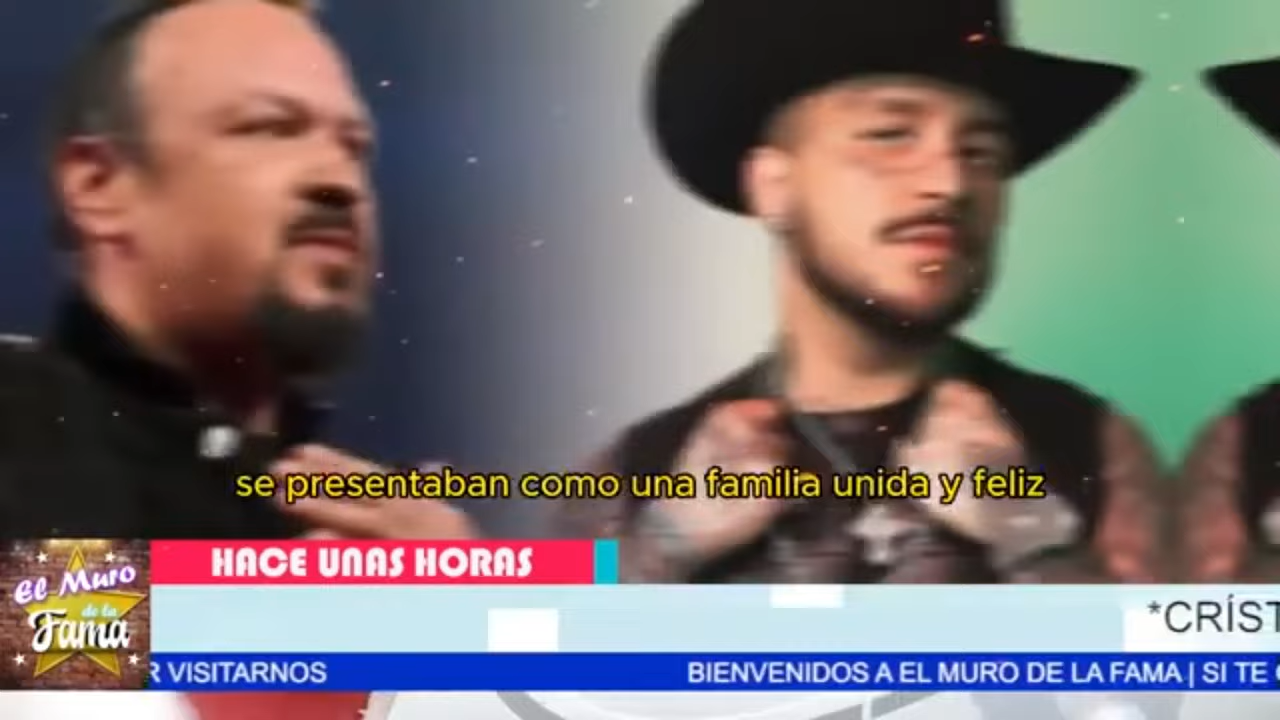 se presentaban como una familia unida y feliz
HACE UNAS HORAS
El Muro
de la
Fama
*CRÍST
R VISITARNOS
BIENVENIDOS A EL MURO DE LA FAMA | SI TE